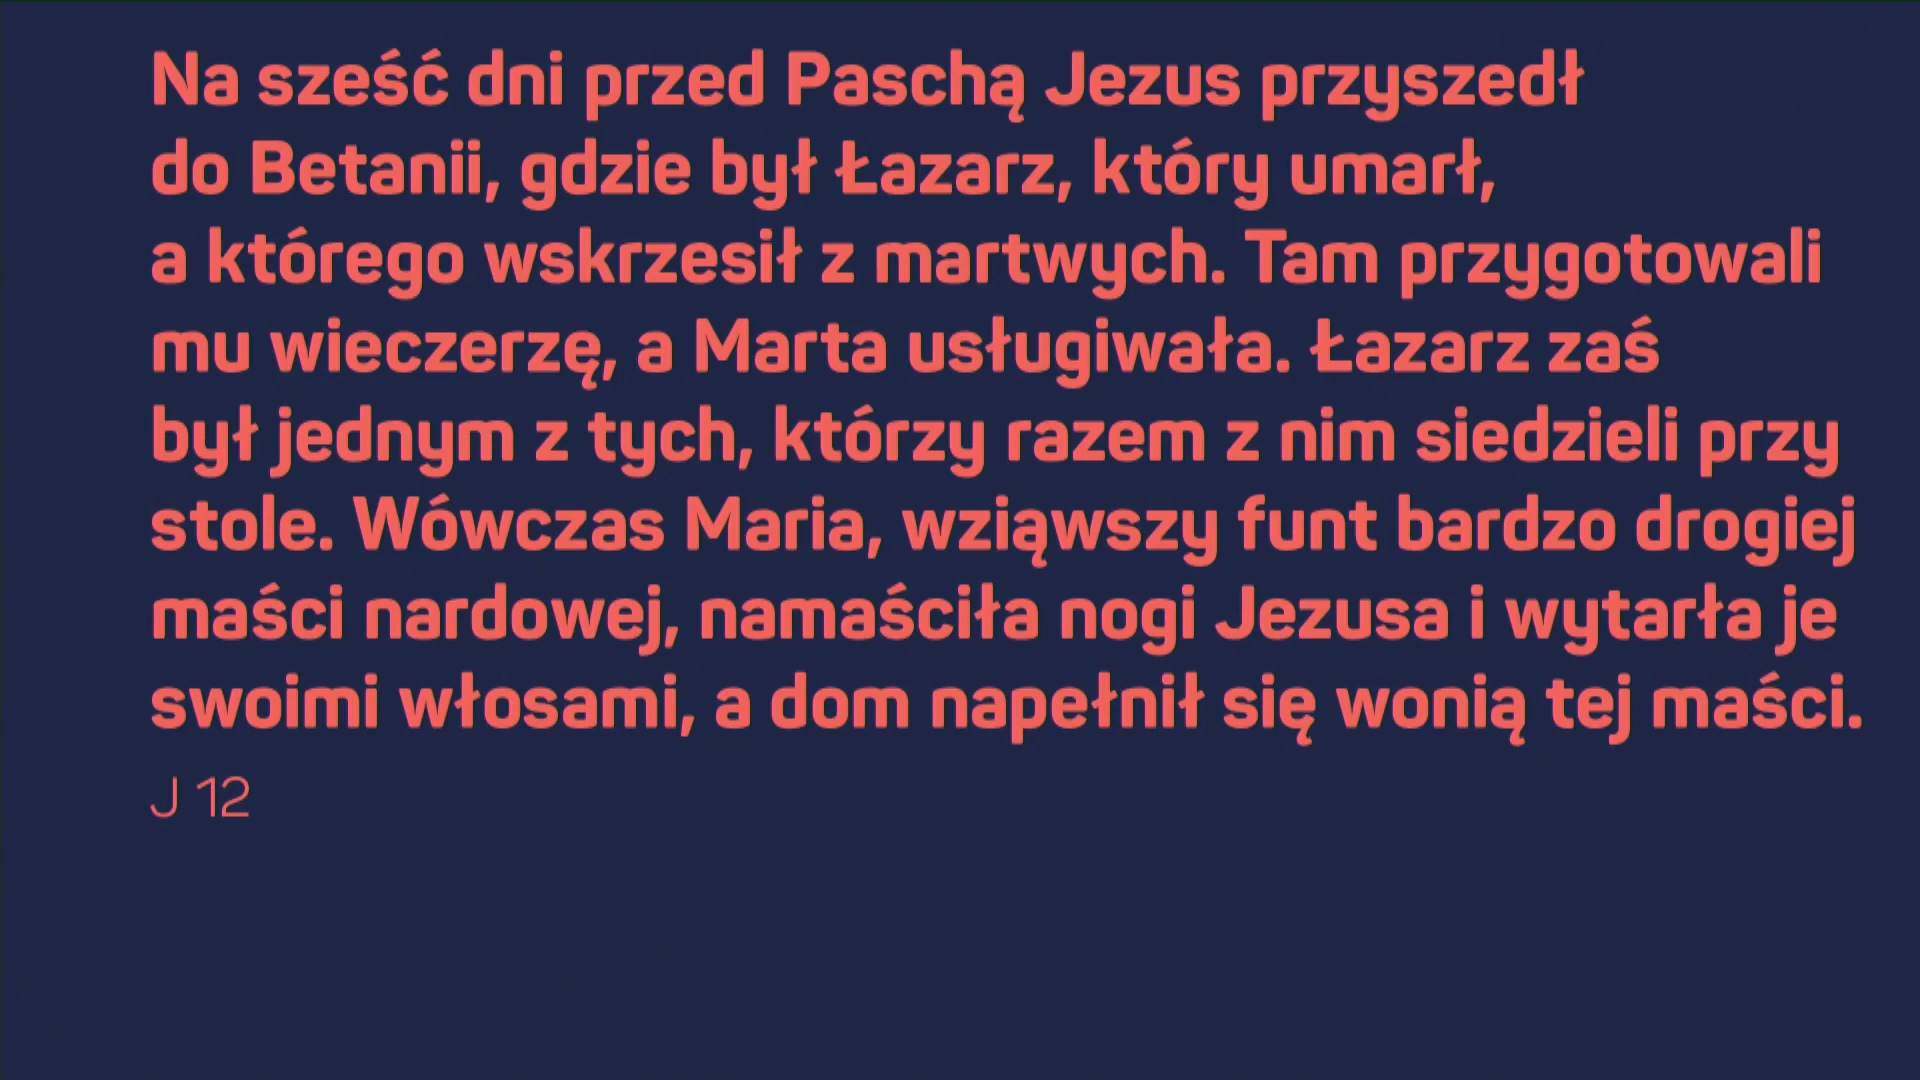 Na sześć dni przed Paschą Jezus przyszedł
do Betanii, gdzie był Łazarz, który umarł,
a którego wskrzesił z martwych. Tam przygotowali
mu wieczerzę, a Marta usługiwała. Łazarz zaś
był jednym z tych, którzy razem z nim siedzieli przy
stole. Wówczas Maria, wziąwszy funt bardzo drogiej
maści nardowej, namaściła nogi Jezusa i wytarła je
swoimi włosami, a dom napełnił się wonią tej maści.
J 12